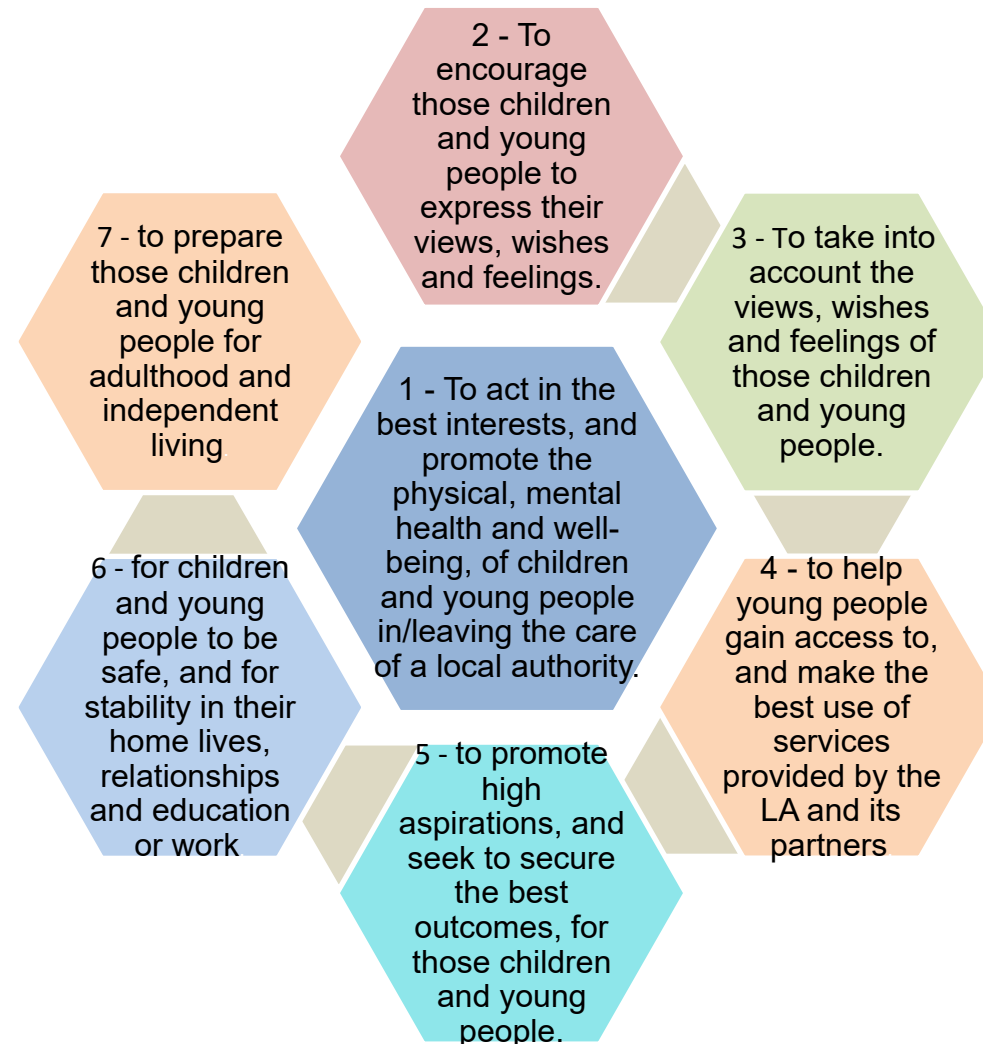 2 - To
encourage
those children
and young
people to
express their
views, wishes
and feelings.
3 - To take into
account the
views, wishes
and feelings of
those children
and young
people.
7 - to prepare
those children
and young
people for
adulthood and
independent
living.
1 - To act in the
best interests, and
promote the
physical, mental
health and well-
being, of children
and young people
in/leaving the care
of a local authority.
6 - for children
and young
people to be
safe, and for
stability in their
home lives,
relationships
and education
or work
4 - to help
young people
gain access to,
and make the
best use of
services
provided by the
LA and its
partners
5 - to promote
high
aspirations, and
seek to secure
the best
outcomes, for
those children
and young
people.